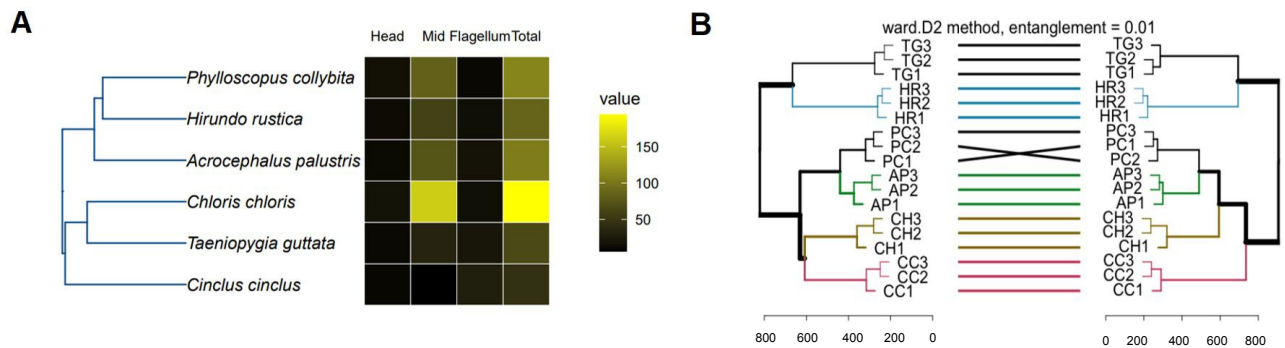 A
Head Mid Flagellum Total
Phylloscopus collybita
Hirundo rustica
Acrocephalus palustris
Chloris chloris
Taeniopygia guttata
Cinclus cinclus
value
150
100
50
B
ward.D2 method, entanglement = 0.01
TG3 TG3
TG2 TG2
TG1 TG1
HR3 HR3
HR2 HR2
HR1 HR1
PC3 PC3
PC2 PC1
PC1 PC2
AP3 AP3
AP2 AP2
AP1 AP1
CH3 CH3
CH2 CH2
CH1 CH1
CC3 CC3
CC2 CC2
CC1 CC1
800 600 400 200 0 0 200 400 600 800